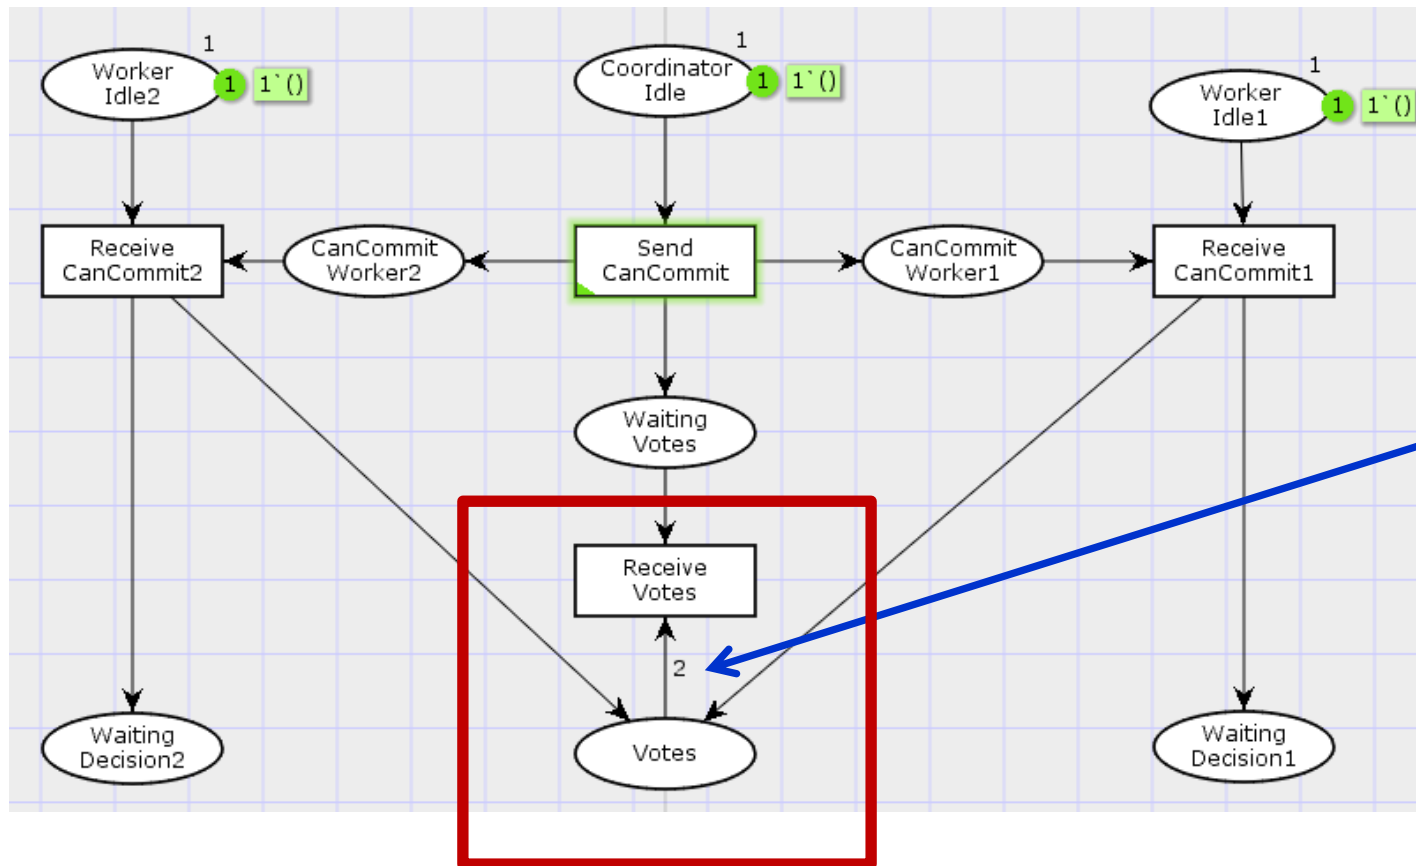 1
Worker
Idle2
1
1`()
1
Coordinator
Idle
1
1`()
1
Worker
Idle1
1
1`()
Receive
CanCommit2
CanCommit
Worker2
Send
CanCommit
CanCommit
Worker1
Receive
CanCommit1
Waiting
Votes
Receive
Votes
2
Waiting
Decision2
Votes
Waiting
Decision1